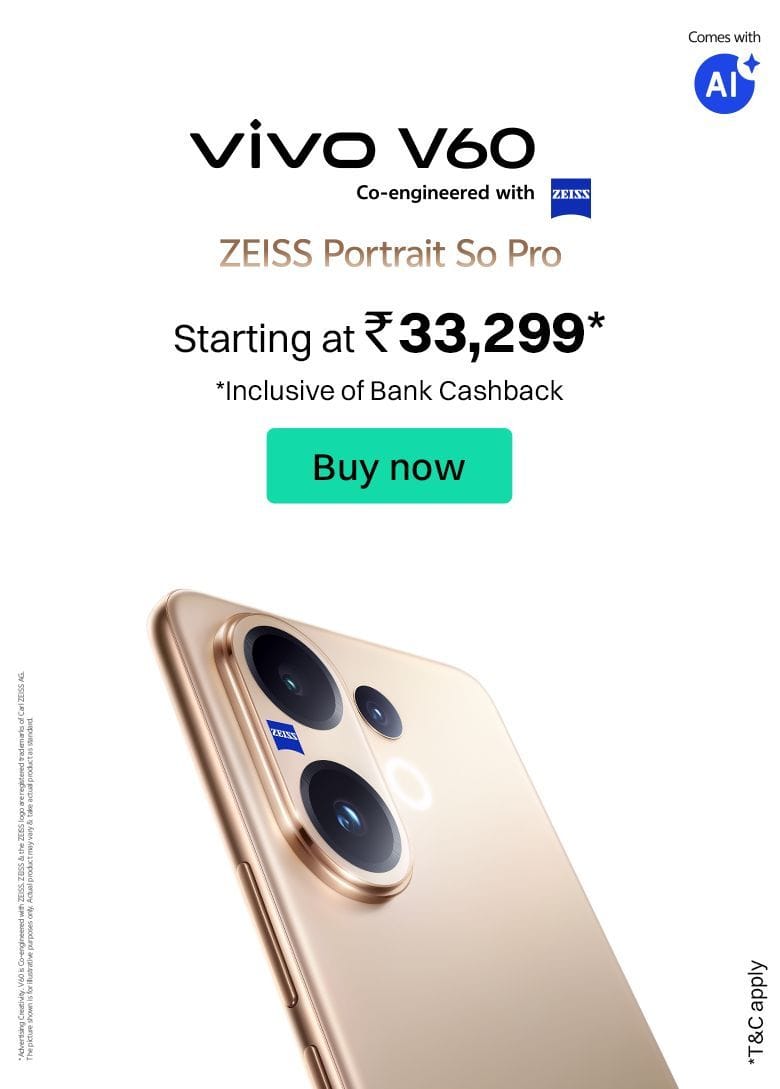 Comes with
AI
vivo V60
Co-engineered with ZEISS
ZEISS Portrait So Pro
Starting at ₹33,299*
*Inclusive of Bank Cashback
Buy now
ZEISS
*Advertising Creativity. V60 is Co-engineered with ZEISS. ZEISS & the ZEISS logo are registered trademarks of Carl ZEISS AG.
The picture shown is for illustrative purposes only. Actual product may vary & take actual product as standard.
*T&C apply